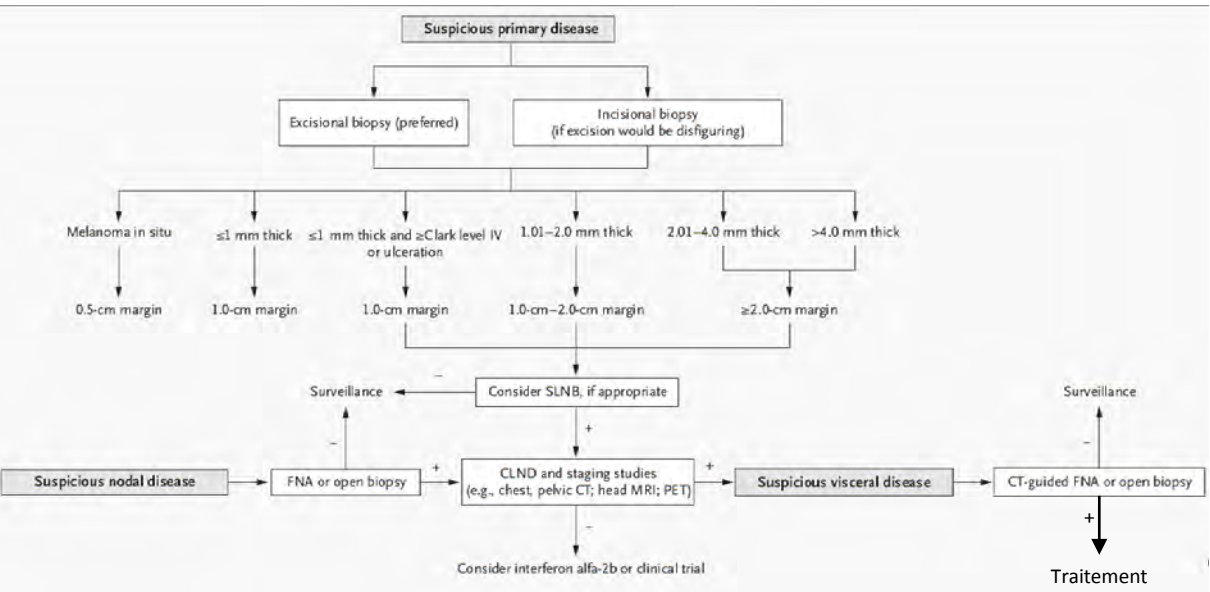 Suspicious primary disease
Excisional biopsy (preferred)
Incisional biopsy
(if excision would be disfiguring)
Melanoma in situ
≤1 mm thick
≤1 mm thick and ≥Clark level IV
or ulceration
1.01–2.0 mm thick
2.01–4.0 mm thick
>4.0 mm thick
0.5-cm margin
1.0-cm margin
1.0-cm margin
1.0-cm–2.0-cm margin
≥2.0-cm margin
Surveillance
–
Consider SLNB, if appropriate
Surveillance
–
+
–
Suspicious nodal disease
FNA or open biopsy
+
CLND and staging studies
(e.g., chest, pelvic CT; head MRI; PET)
+
Suspicious visceral disease
CT-guided FNA or open biopsy
–
+
Consider interferon alfa-2b or clinical trial
Traitement